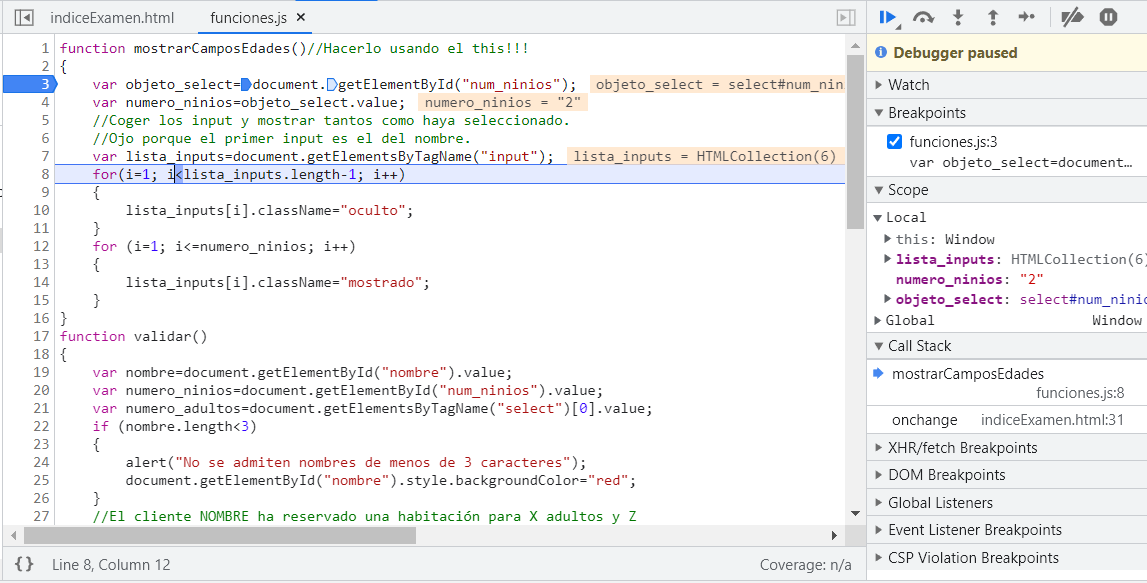 indiceExamen.html funciones.js ×
1 function mostrarCamposEdades()//Hacerlo usando el this!!!
2 {
3 var objeto_select=document.getElementById("num_ninios"); objeto_select = select#num_nin
4 var numero_ninios=objeto_select.value; numero_ninios = "2"
5 //Coger los input y mostrar tantos como haya seleccionado.
6 //Ojo porque el primer input es el del nombre.
7 var lista_inputs=document.getElementsByTagName("input"); lista_inputs = HTMLCollection(6)
8 for(i=1; i<lista_inputs.length-1; i++)
9 {
10 lista_inputs[i].className="oculto";
11 }
12 for (i=1; i<=numero_ninios; i++)
13 {
14 lista_inputs[i].className="mostrado";
15 }
16 }
17 function validar()
18 {
19 var nombre=document.getElementById("nombre").value;
20 var numero_ninios=document.getElementById("num_ninios").value;
21 var numero_adultos=document.getElementsByTagName("select")[0].value;
22 if (nombre.length<3)
23 {
24 alert("No se admiten nombres de menos de 3 caracteres");
25 document.getElementById("nombre").style.backgroundColor="red";
26 }
27 //El cliente NOMBRE ha reservado una habitación para X adultos y Z
{} Line 8, Column 12 Coverage: n/a
Debugger paused
Watch
Breakpoints
funciones.js:3
var objeto_select=document…
Scope
Local
this: Window
lista_inputs: HTMLCollection(6)
numero_ninios: "2"
objeto_select: select#num_ninio
Global Window
Call Stack
mostrarCamposEdades
funciones.js:8
onchange indiceExamen.html:31
XHR/fetch Breakpoints
DOM Breakpoints
Global Listeners
Event Listener Breakpoints
CSP Violation Breakpoints